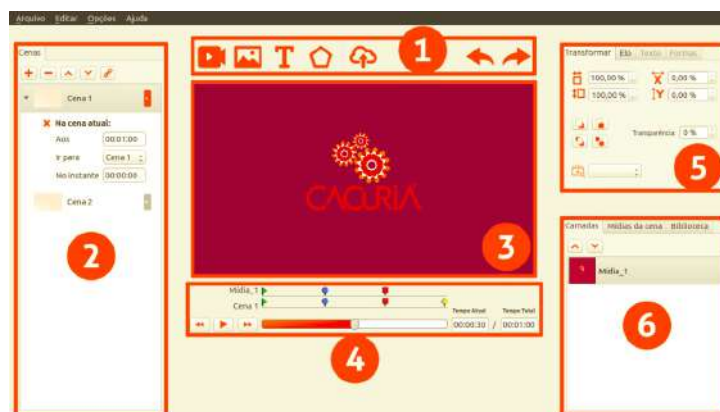 Arquivo Editar Opções Ajuda
Cenas
1
Cena 1
Na cena atual:
Aos 00:01:00
Ir para Cena 1
No instante 00:00:00
Cena 2
2
CACURIÁ
3
Mídia_1
Cena 1
Tempo Atual Tempo Total
00:00:30 / 00:01:00
4
Transformar Elo Texto Formas
100,00 % 0,00 %
100,00 % 0,00 %
Transparência 0 %
5
Camadas Mídias da cena Biblioteca
Mídia_1
6